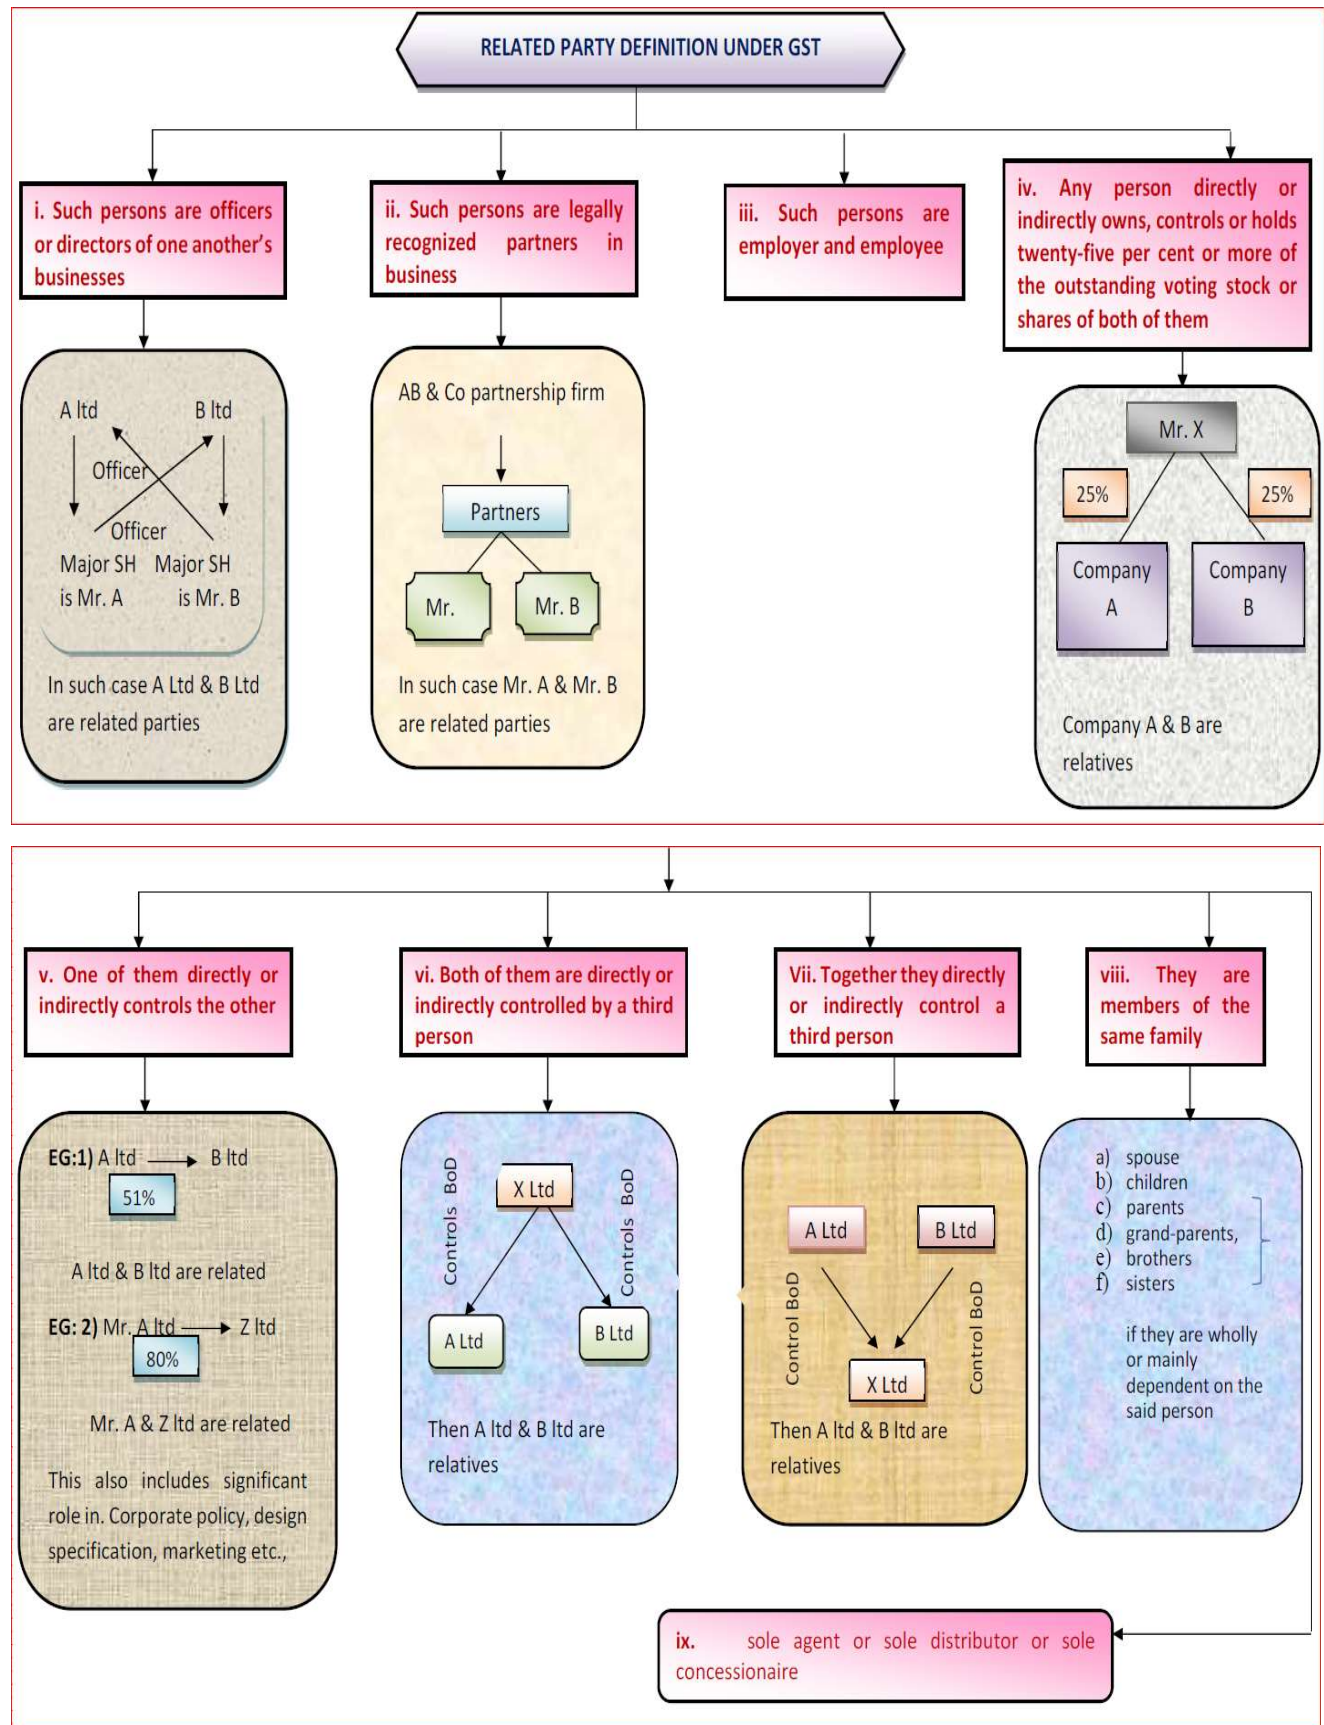 RELATED PARTY DEFINITION UNDER GST
i. Such persons are officers
or directors of one another's
businesses
ii. Such persons are legally
recognized partners in
business
iii. Such persons are
employer and employee
iv. Any person directly or
indirectly owns, controls or holds
twenty-five per cent or more of
the outstanding voting stock or
shares of both of them
A ltd B ltd
Officer
Officer
Major SH Major SH
is Mr. A is Mr. B
In such case A Ltd & B Ltd
are related parties
AB & Co partnership firm
Partners
Mr. Mr. B
In such case Mr. A & Mr. B
are related parties
Mr. X
25% 25%
Company
A
Company
B
Company A & B are
relatives
v. One of them directly or
indirectly controls the other
vi. Both of them are directly or
indirectly controlled by a third
person
Vii. Together they directly
or indirectly control a
third person
viii. They are
members of the
same family
EG:1) A ltd B ltd
51%
A ltd & B ltd are related
EG: 2) Mr. A ltd Z ltd
80%
Mr. A & Z ltd are related
This also includes significant
role in. Corporate policy, design
specification, marketing etc.,
X Ltd
Controls BoD
Controls BoD
A Ltd
B Ltd
Then A ltd & B ltd are
relatives
A Ltd B Ltd
Control BoD
Control BoD
X Ltd
Then A ltd & B ltd are
relatives
a) spouse
b) children
c) parents
d) grand-parents,
e) brothers
f) sisters
if they are wholly
or mainly
dependent on the
said person
ix. sole agent or sole distributor or sole
concessionaire